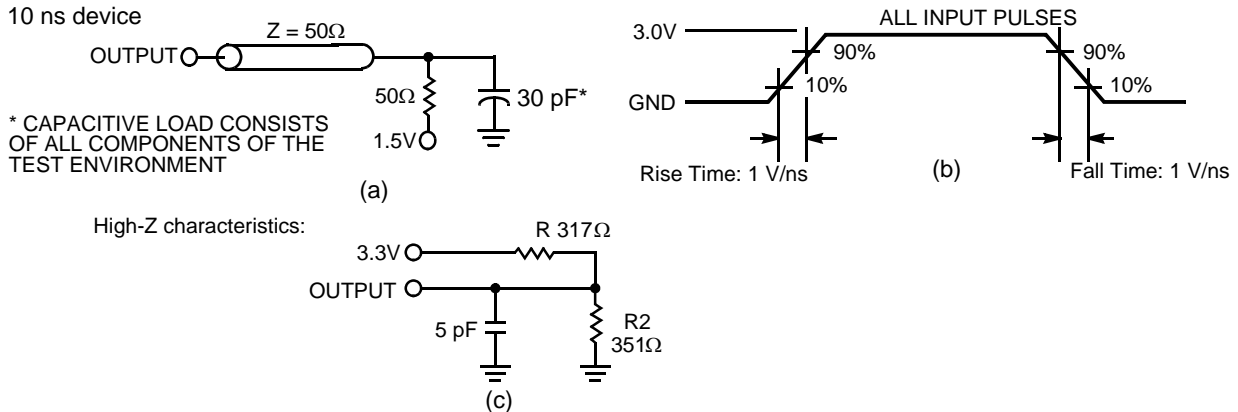 10 ns device
Z = 50Ω
OUTPUT
50Ω
30 pF*
1.5V
* CAPACITIVE LOAD CONSISTS
OF ALL COMPONENTS OF THE
TEST ENVIRONMENT
(a)
ALL INPUT PULSES
3.0V
90%
10%
GND
90%
10%
Rise Time: 1 V/ns
(b)
Fall Time: 1 V/ns
High-Z characteristics:
R 317Ω
3.3V
OUTPUT
5 pF
R2
351Ω
(c)